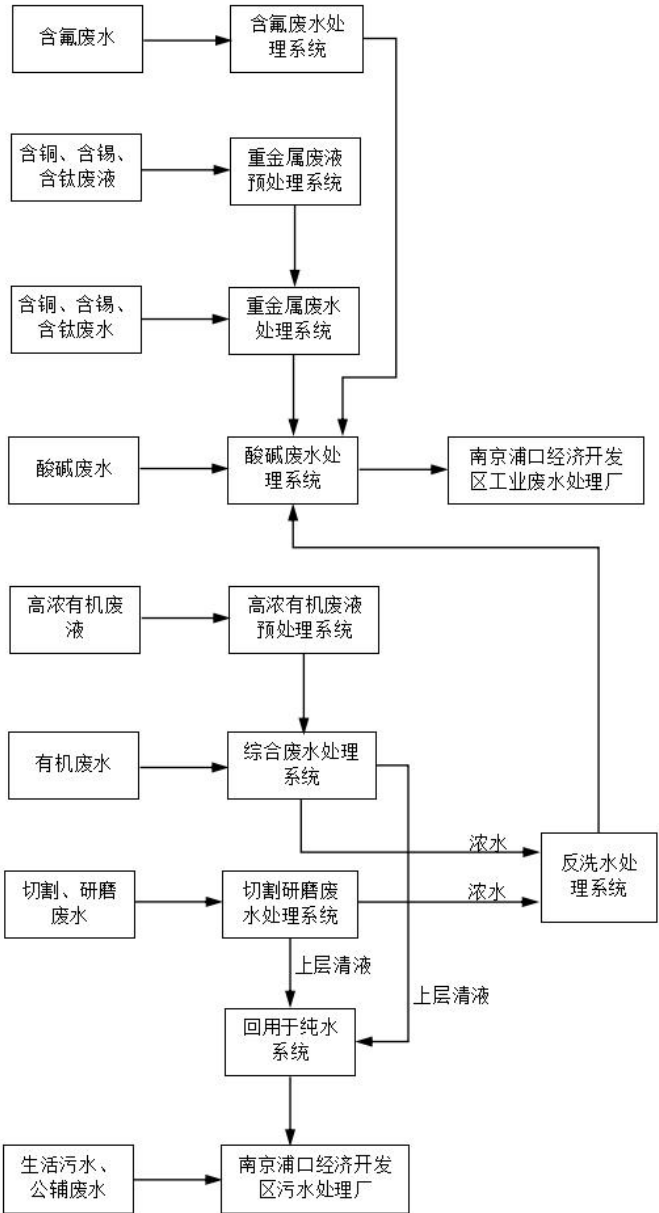 含氟废水
含氟废水处
理系统
含铜、含锡、
含钛废液
重金属废液
预处理系统
含铜、含锡、
含钛废水
重金属废水
处理系统
酸碱废水
酸碱废水处
理系统
南京浦口经济开发
区工业废水处理厂
高浓有机废
液
高浓有机废液
预处理系统
有机废水
综合废水处理
系统
浓水
反洗水处
理系统
切割、研磨
废水
切割研磨废
水处理系统
浓水
上层清液
上层清液
回用于纯水
系统
生活污水、
公辅废水
南京浦口经济开发
区污水处理厂